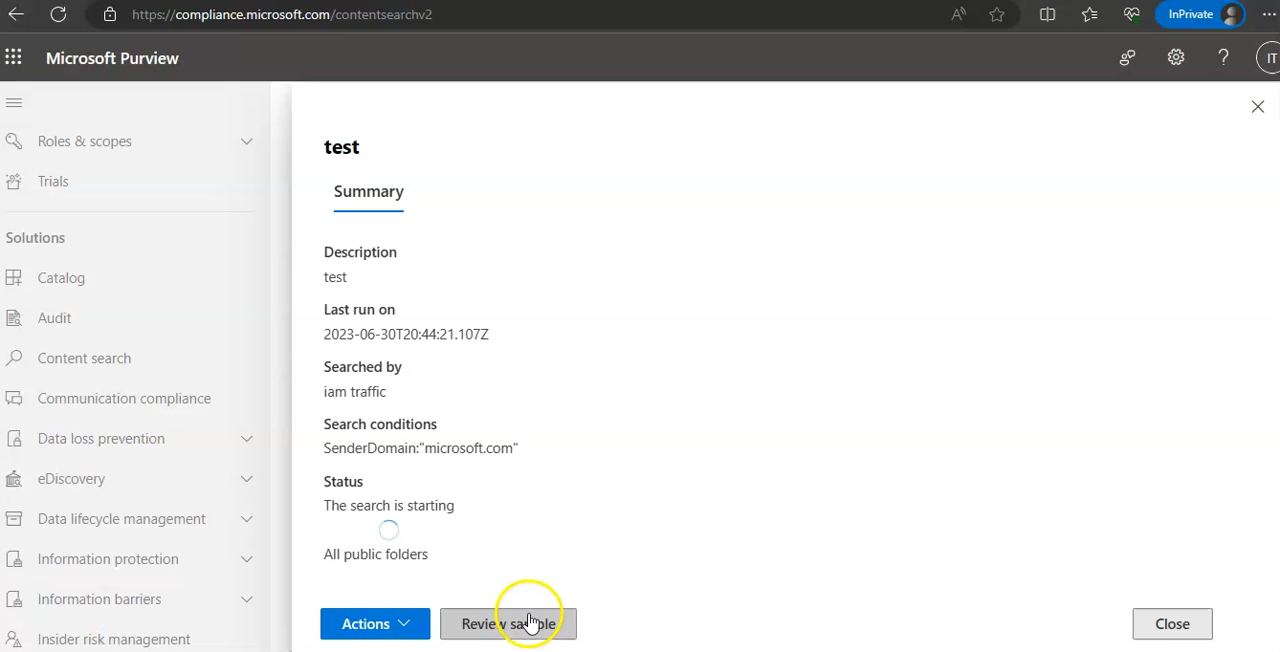 https://compliance.microsoft.com/contentsearchv2
InPrivate
Microsoft Purview
IT
Roles & scopes
Trials
Solutions
Catalog
Audit
Content search
Communication compliance
Data loss prevention
eDiscovery
Data lifecycle management
Information protection
Information barriers
Insider risk management
test
Summary
Description
test
Last run on
2023-06-30T20:44:21.107Z
Searched by
iam traffic
Search conditions
SenderDomain:"microsoft.com"
Status
The search is starting
All public folders
Actions
Review sample
Close